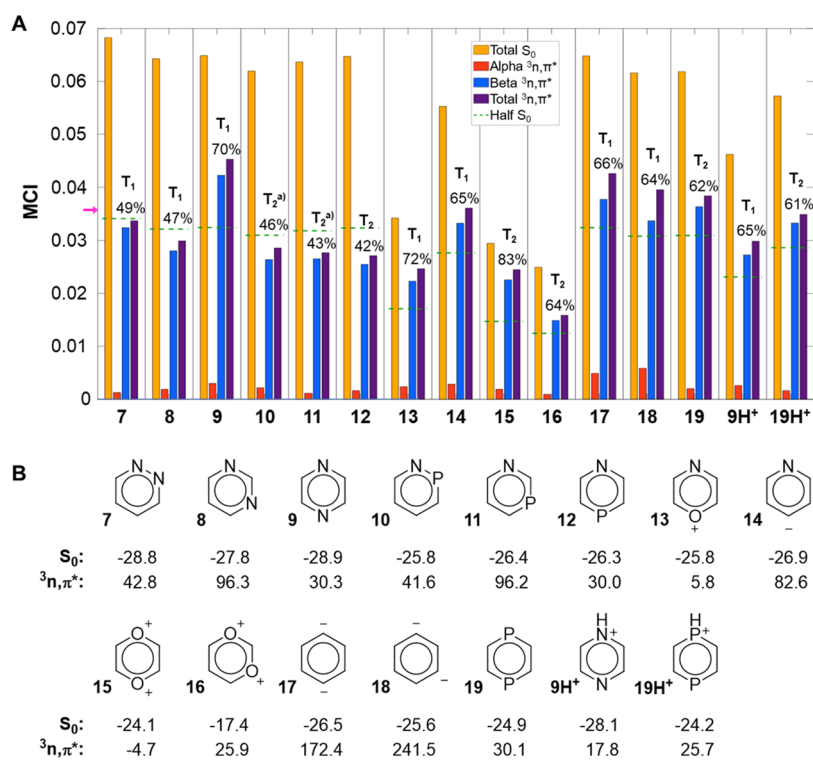 A
0.07
0.06
0.05
0.04
0.03
0.02
0.01
0
MCI
Total S₀
Alpha ³n,π*
Beta ³n,π*
Total ³n,π*
Half S₀
T₁ T₁ T₁ T₂ᵃ⁾ T₂ᵃ⁾ T₂ T₁ T₁ T₂ T₂ T₁ T₁ T₂ T₁ T₂
49% 47% 70% 46% 43% 42% 72% 65% 83% 64% 66% 64% 62% 65% 61%
7 8 9 10 11 12 13 14 15 16 17 18 19 9H⁺ 19H⁺
B
N N N N N N N P N P N P N O + N −
7 8 9 10 11 12 13 14
S₀: -28.8 -27.8 -28.9 -25.8 -26.4 -26.3 -25.8 -26.9
³n,π*: 42.8 96.3 30.3 41.6 96.2 30.0 5.8 82.6
O⁺ O⁺ O⁺ O⁺ − − − − P P H N⁺ N H P⁺ P
15 16 17 18 19 9H⁺ 19H⁺
S₀: -24.1 -17.4 -26.5 -25.6 -24.9 -28.1 -24.2
³n,π*: -4.7 25.9 172.4 241.5 30.1 17.8 25.7